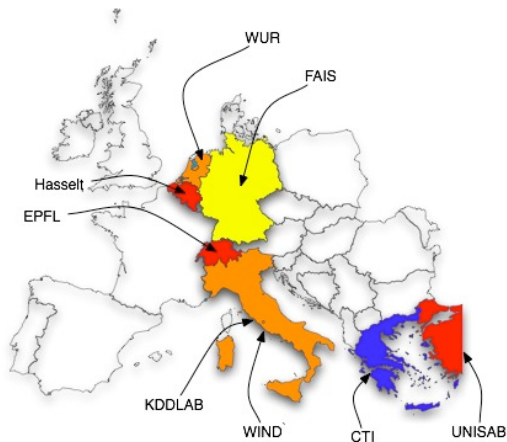 WUR
FAIS
Hasselt
EPFL
KDDLAB
WIND
CTI
UNISAB